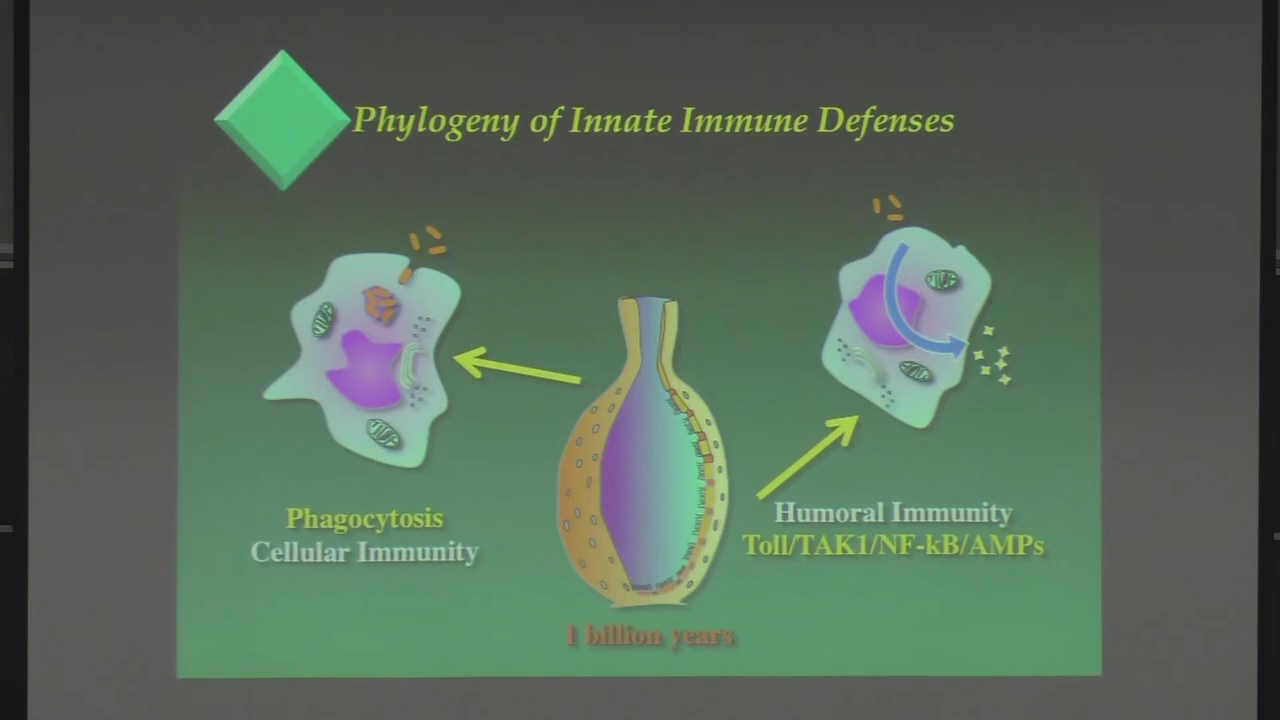 Phylogeny of Innate Immune Defenses
Phagocytosis
Cellular Immunity
Humoral Immunity
Toll/TAK1/NF-kB/AMPs
1 billion years